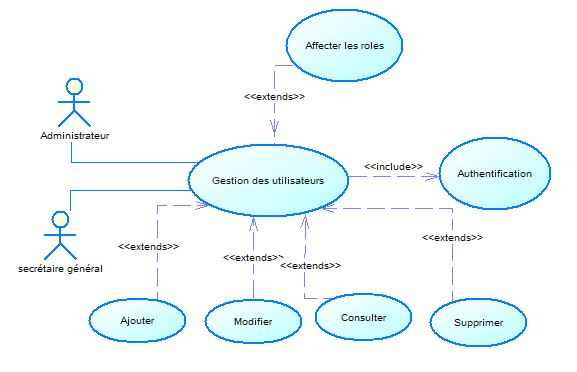 Affecter les roles
<<extends>>
Administrateur
<<include>>
Authentification
Gestion des utilisateurs
secrétaire général
<<extends>>
<<extends>>
<<extends>>
<<extends>>
Ajouter
Modifier
Consulter
Supprimer